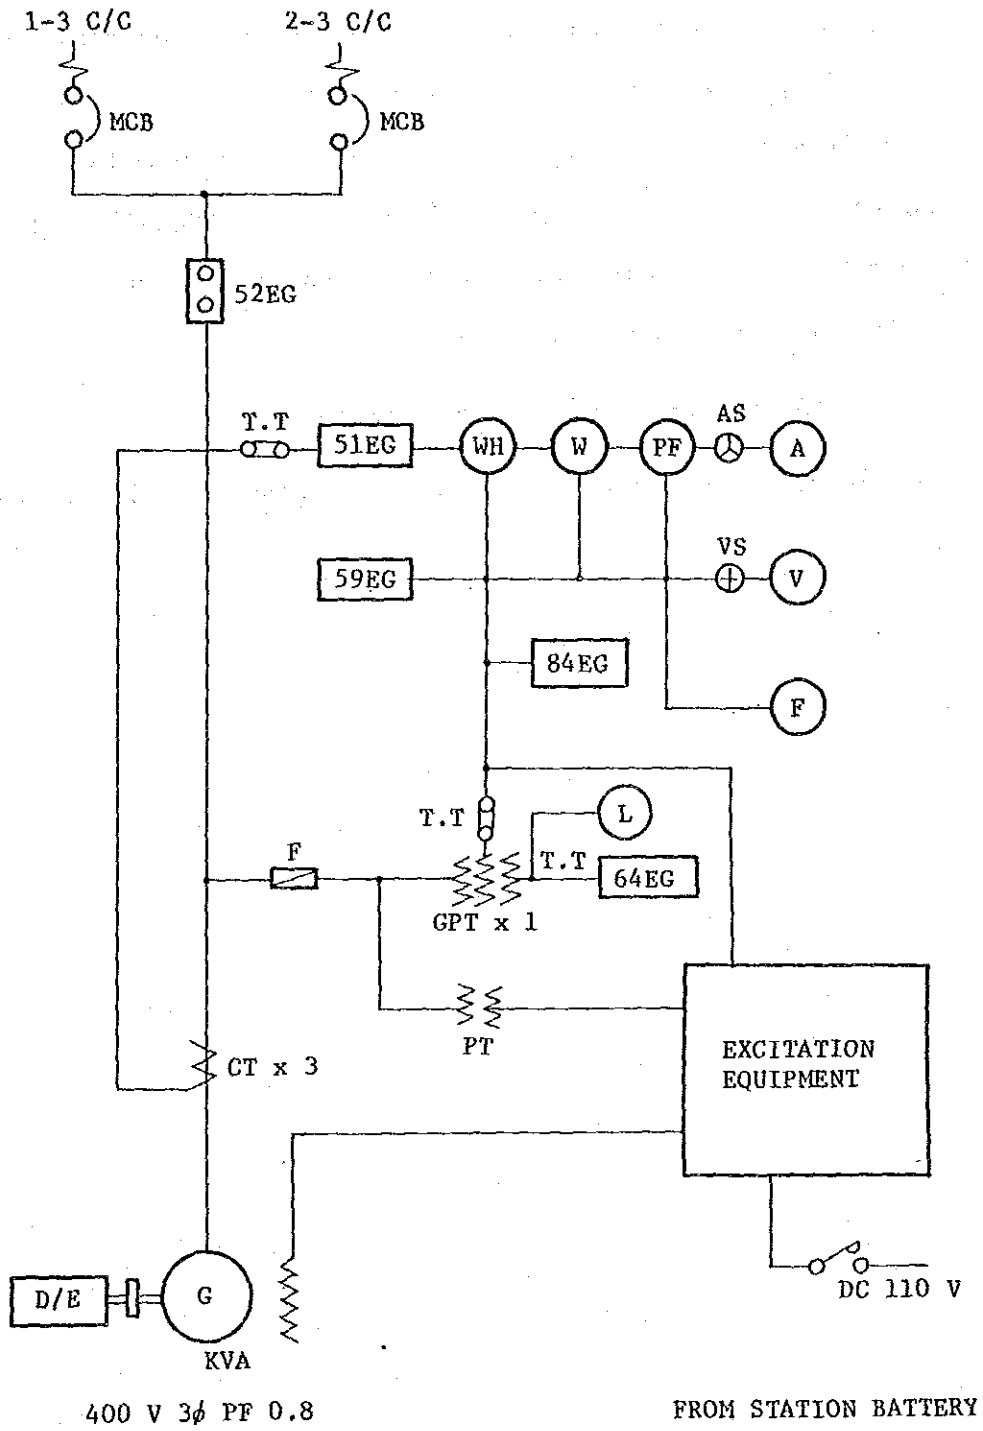 1-3 C/C 2-3 C/C
MCB MCB
52EG
T.T 51EG WH W PF AS A
59EG VS V
84EG
F
T.T L
F T.T 64EG
GPT x 1
PT
CT x 3
EXCITATION
EQUIPMENT
D/E G
DC 110 V
KVA
400 V 3φ PF 0.8
FROM STATION BATTERY